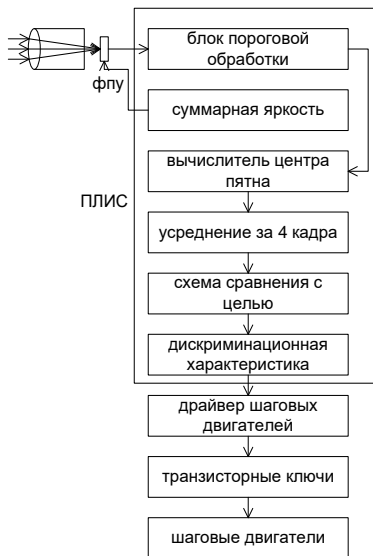 блок пороговой
обработки
фпу
суммарная яркость
вычислитель центра
пятна
ПЛИС
усреднение за 4 кадра
схема сравнения с
целью
дискриминационная
характеристика
драйвер шаговых
двигателей
транзисторные ключи
шаговые двигатели